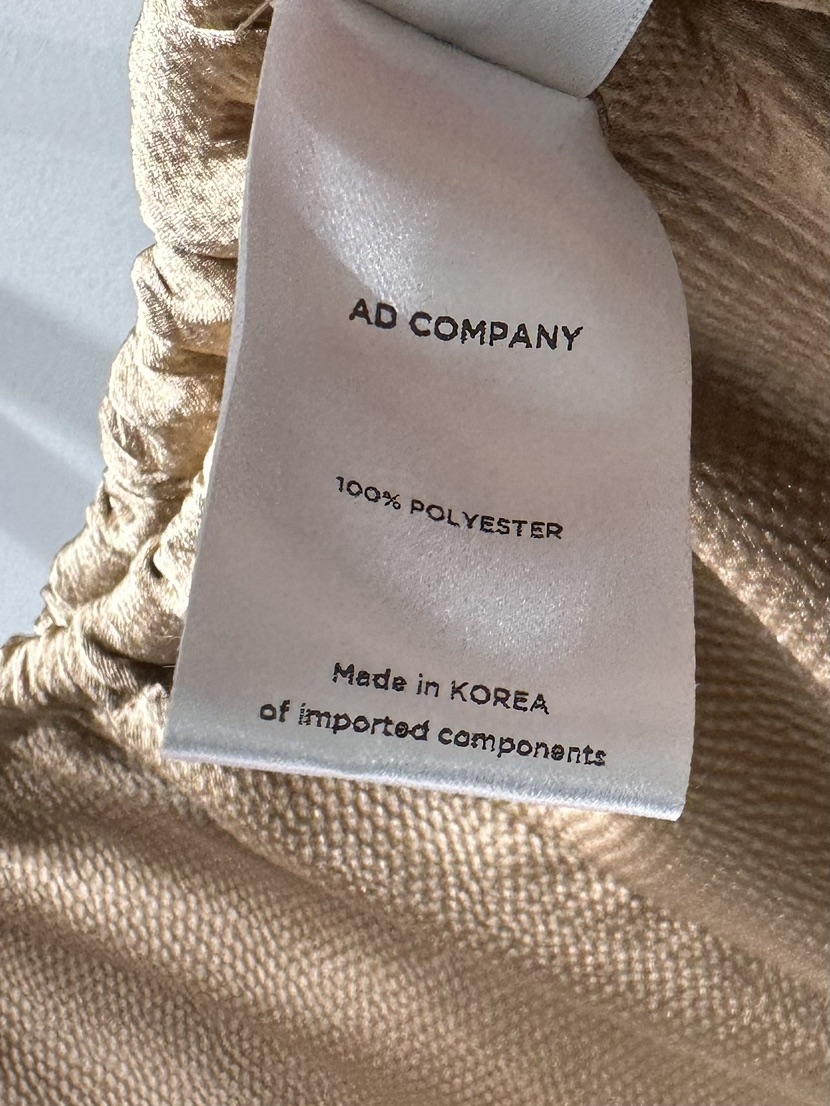 AD COMPANY
100% POLYESTER
Made in KOREA
of imported components